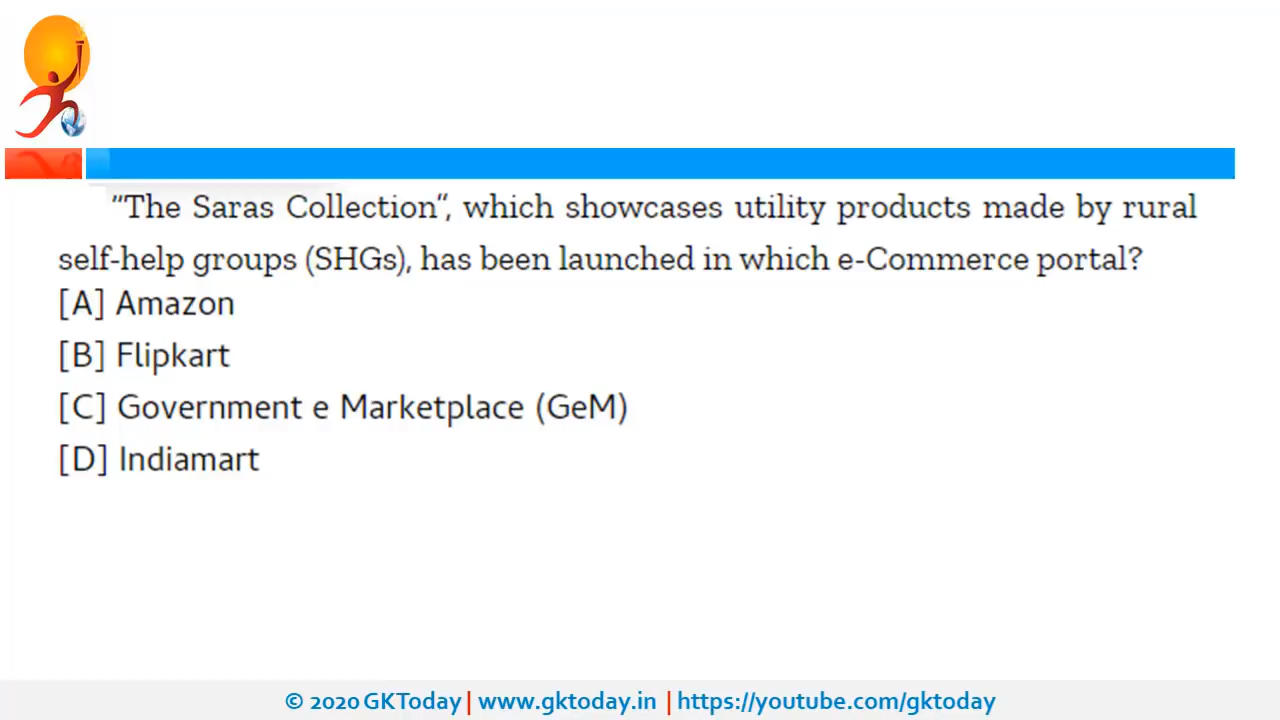 “The Saras Collection“, which showcases utility products made by rural
self-help groups (SHGs), has been launched in which e-Commerce portal?
[A] Amazon
[B] Flipkart
[C] Government e Marketplace (GeM)
[D] Indiamart
© 2020 GKToday | www.gktoday.in | https://youtube.com/gktoday